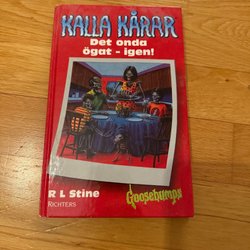 KALLA KÅRAR
Det onda
ögat - igen!
R L Stine
RICHTERS
Goosebumps